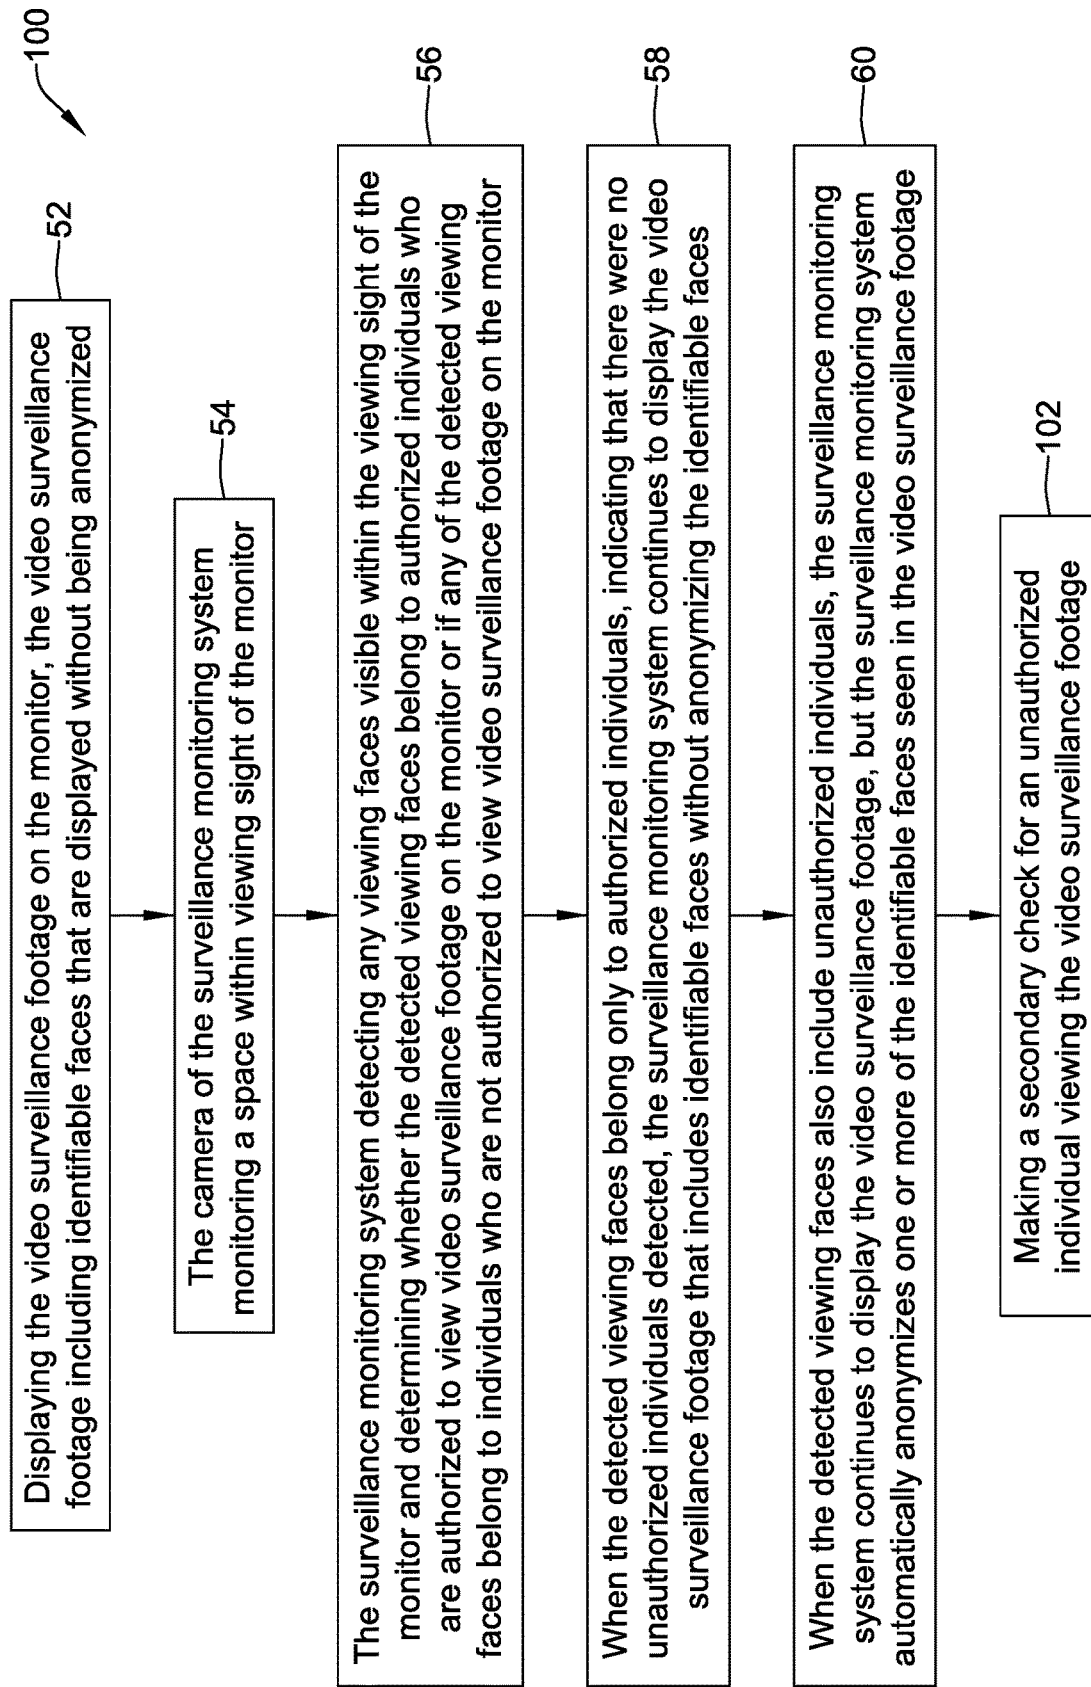 100
52
Displaying the video surveillance footage on the monitor, the video surveillance
footage including identifiable faces that are displayed without being anonymized
54
The camera of the surveillance monitoring system
monitoring a space within viewing sight of the monitor
56
The surveillance monitoring system detecting any viewing faces visible within the viewing sight of the
monitor and determining whether the detected viewing faces belong to authorized individuals who
are authorized to view video surveillance footage on the monitor or if any of the detected viewing
faces belong to individuals who are not authorized to view video surveillance footage on the monitor
58
When the detected viewing faces belong only to authorized individuals, indicating that there were no
unauthorized individuals detected, the surveillance monitoring system continues to display the video
surveillance footage that includes identifiable faces without anonymizing the identifiable faces
60
When the detected viewing faces also include unauthorized individuals, the surveillance monitoring
system continues to display the video surveillance footage, but the surveillance monitoring system
automatically anonymizes one or more of the identifiable faces seen in the video surveillance footage
102
Making a secondary check for an unauthorized
individual viewing the video surveillance footage